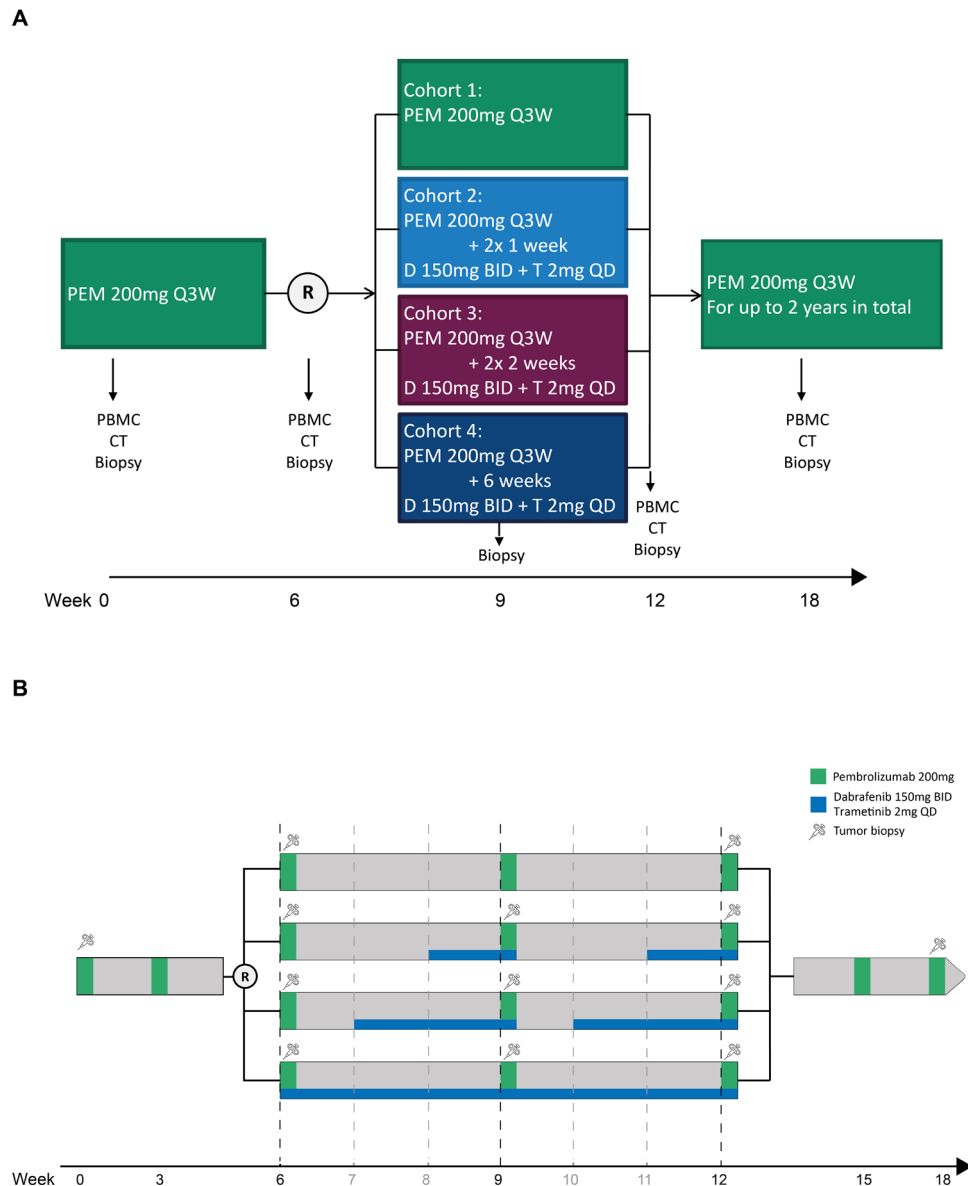 A
Cohort 1:
PEM 200mg Q3W
Cohort 2:
PEM 200mg Q3W
+ 2x 1 week
D 150mg BID + T 2mg QD
PEM 200mg Q3W
R
Cohort 3:
PEM 200mg Q3W
+ 2x 2 weeks
D 150mg BID + T 2mg QD
PEM 200mg Q3W
For up to 2 years in total
Cohort 4:
PEM 200mg Q3W
+ 6 weeks
D 150mg BID + T 2mg QD
PBMC
CT
Biopsy
PBMC
CT
Biopsy
Biopsy
PBMC
CT
Biopsy
PBMC
CT
Biopsy
Week 0 6 9 12 18
B
Pembrolizumab 200mg
Dabrafenib 150mg BID
Trametinib 2mg QD
Tumor biopsy
R
Week 0 3 6 7 8 9 10 11 12 15 18